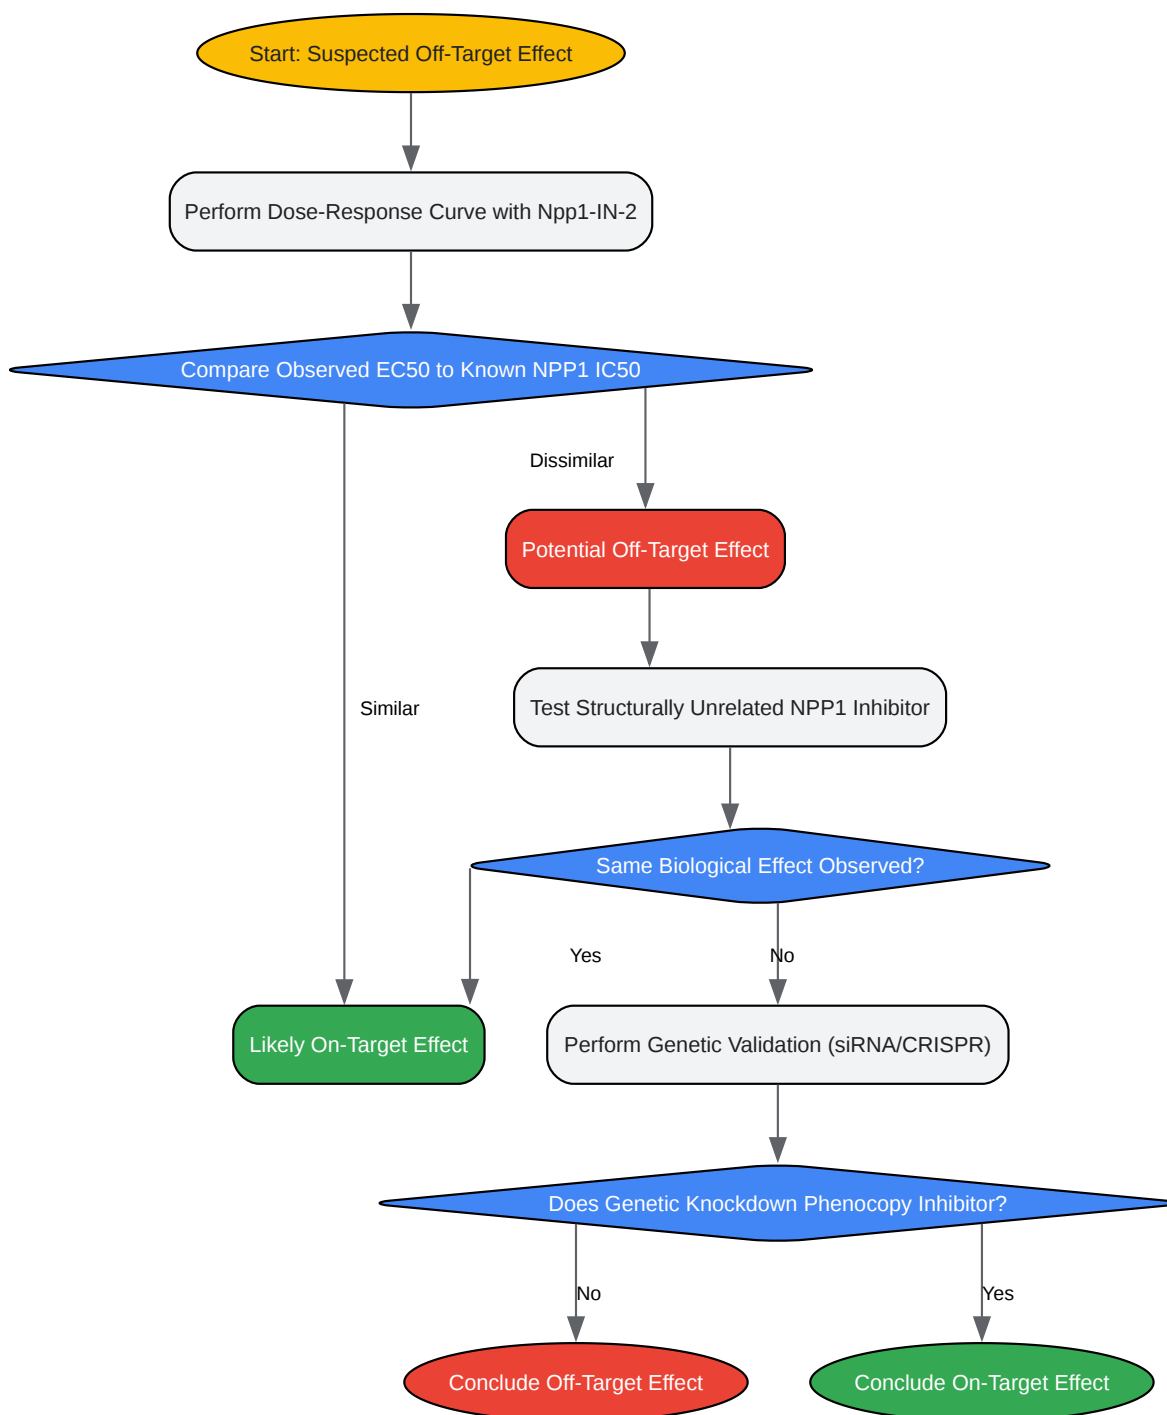 Start: Suspected Off-Target Effect
Perform Dose-Response Curve with Npp1-IN-2
Compare Observed EC50 to Known NPP1 IC50
Dissimilar
Potential Off-Target Effect
Test Structurally Unrelated NPP1 Inhibitor
Similar
Same Biological Effect Observed?
Yes
No
Likely On-Target Effect
Perform Genetic Validation (siRNA/CRISPR)
Does Genetic Knockdown Phenocopy Inhibitor?
No
Yes
Conclude Off-Target Effect
Conclude On-Target Effect